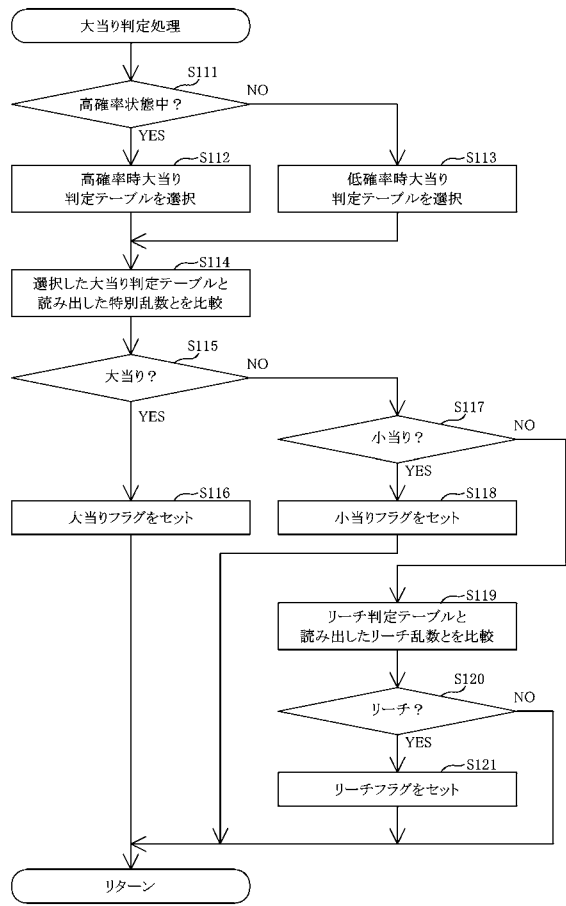 大当り判定処理
S111
高確率状態中？
NO
YES
S112
高確率時大当り
判定テーブルを選択
S113
低確率時大当り
判定テーブルを選択
S114
選択した大当り判定テーブルと
読み出した特別乱数とを比較
S115
大当り？
NO
YES
S117
小当り？
NO
YES
S116
大当りフラグをセット
S118
小当りフラグをセット
S119
リーチ判定テーブルと
読み出したリーチ乱数とを比較
S120
リーチ？
NO
YES
S121
リーチフラグをセット
リターン